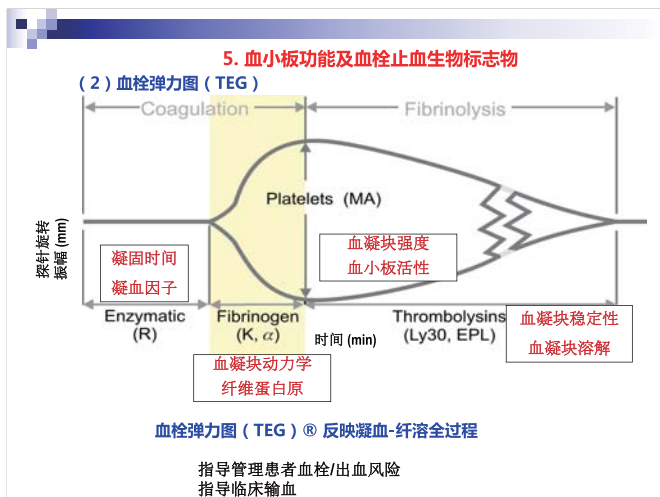 5. 血小板功能及血栓止血生物标志物
（2）血栓弹力图（TEG）
Coagulation
Fibrinolysis
Platelets (MA)
探针旋转
振幅 (mm)
凝固时间
凝血因子
血凝块强度
血小板活性
Enzymatic
(R)
Fibrinogen
(K, α)
时间 (min)
Thrombolysins
(Ly30, EPL)
血凝块稳定性
血凝块溶解
血凝块动力学
纤维蛋白原
血栓弹力图（TEG）® 反映凝血-纤溶全过程
指导管理患者血栓/出血风险
指导临床输血